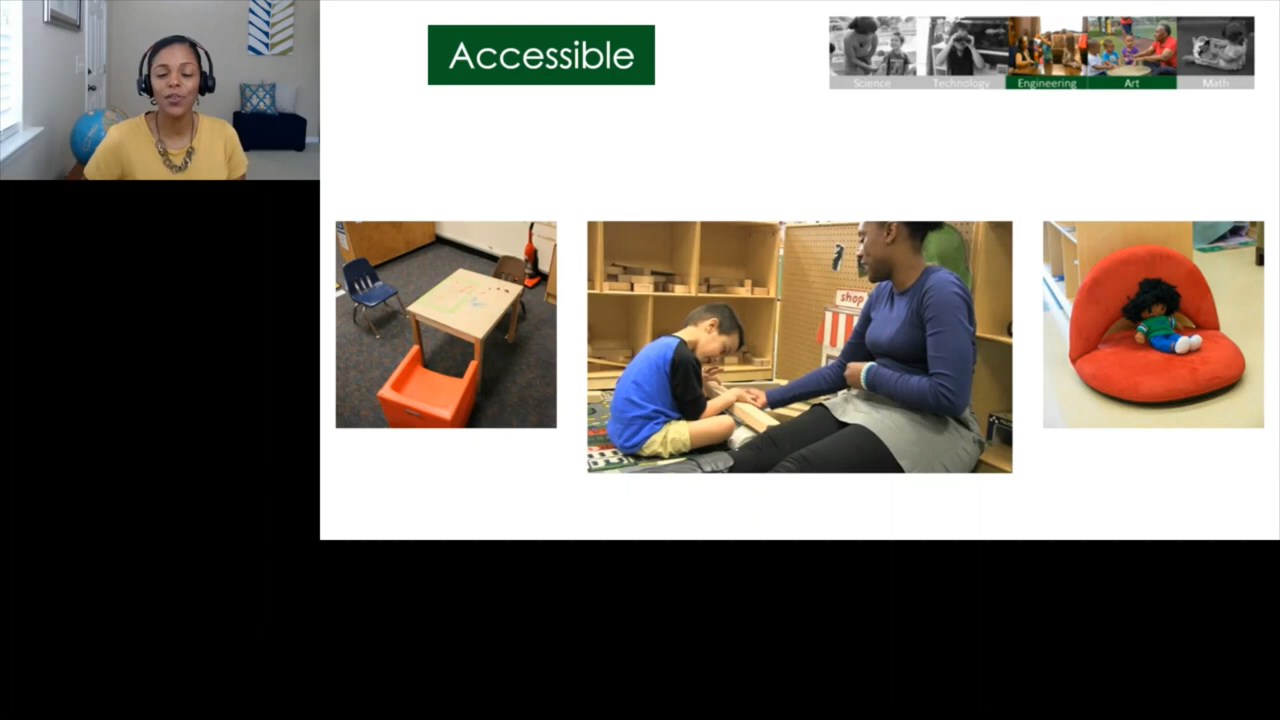 Accessible
Science
Technology
Engineering
Art
Math
shop